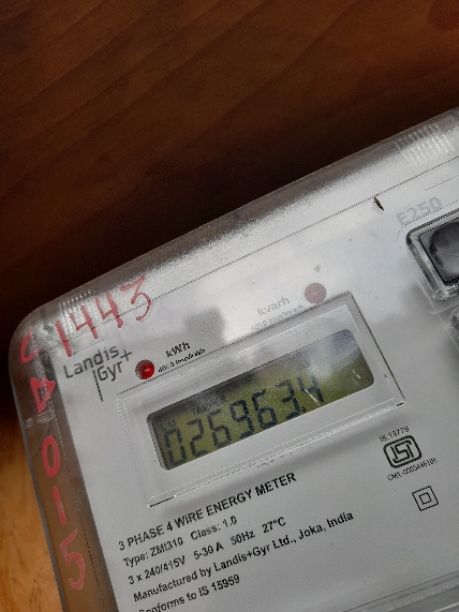 E250
C1443
Landis
Gyr+
kWh
kvarh
026963.4
IS 13779
3 PHASE 4 WIRE ENERGY METER
Type: ZMI310 Class: 1.0
3 x 240/415V 5-30 A 50Hz 27°C
Manufactured by Landis+Gyr Ltd., Joka, India
Conforms to IS 15959
D015